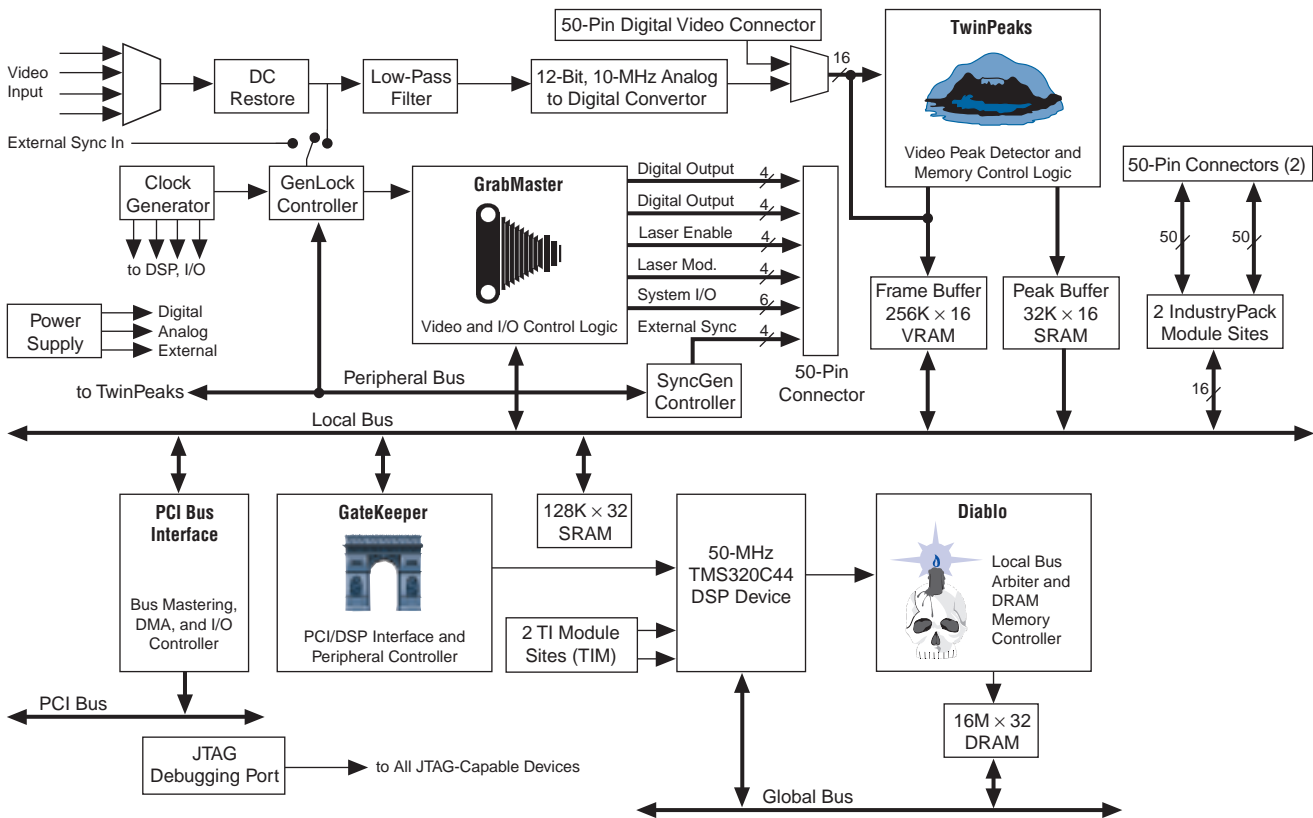 50-Pin Digital Video Connector
TwinPeaks
16
Video
Input
DC
Restore
Low-Pass
Filter
12-Bit, 10-MHz Analog
to Digital Convertor
External Sync In
Video Peak Detector and
Memory Control Logic
50-Pin Connectors (2)
Clock
Generator
GenLock
Controller
GrabMaster
Digital Output
4
Digital Output
4
Laser Enable
4
Laser Mod.
4
System I/O
6
External Sync
4
50
50
to DSP, I/O
Video and I/O Control Logic
Power
Supply
Digital
Analog
External
Frame Buffer
256K × 16
VRAM
Peak Buffer
32K × 16
SRAM
2 IndustryPack
Module Sites
to TwinPeaks
Peripheral Bus
SyncGen
Controller
50-Pin
Connector
16
Local Bus
PCI Bus
Interface
Bus Mastering,
DMA, and I/O
Controller
GateKeeper
PCI/DSP Interface and
Peripheral Controller
128K × 32
SRAM
2 TI Module
Sites (TIM)
50-MHz
TMS320C44
DSP Device
Diablo
Local Bus
Arbiter and
DRAM
Memory
Controller
PCI Bus
16M × 32
DRAM
JTAG
Debugging Port
to All JTAG-Capable Devices
Global Bus